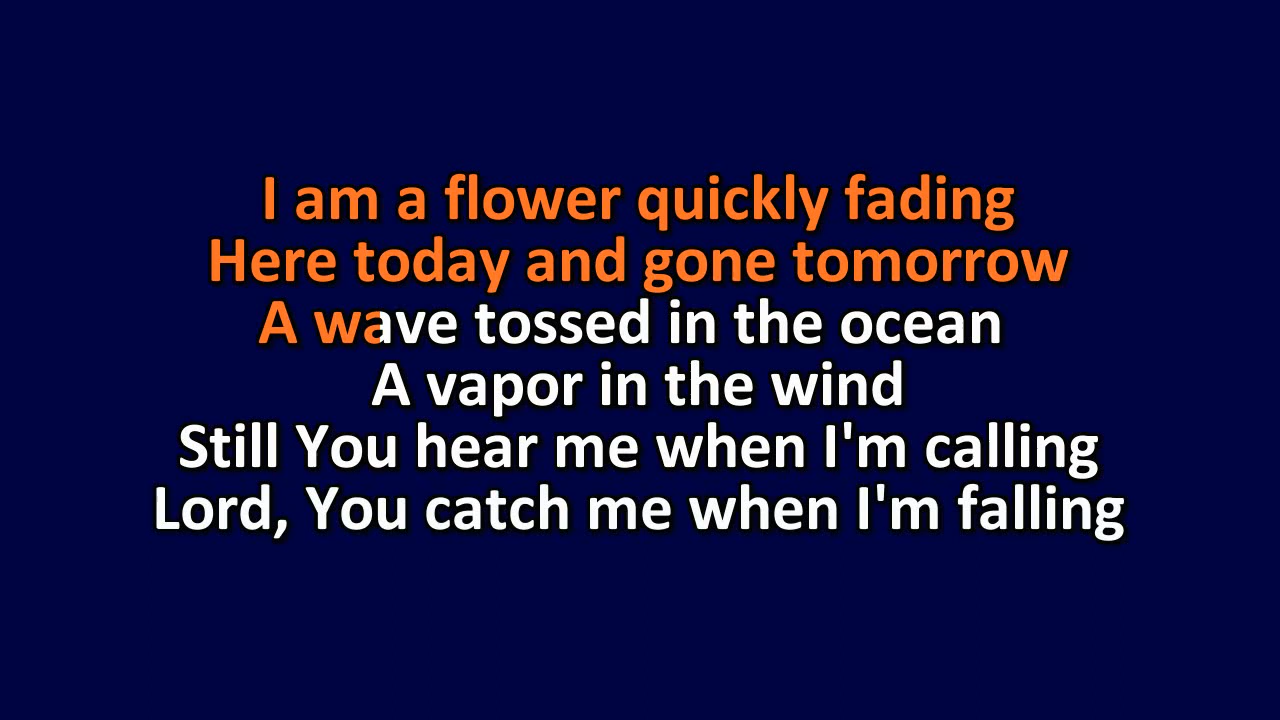 I am a flower quickly fading
Here today and gone tomorrow
A wave tossed in the ocean
A vapor in the wind
Still You hear me when I'm calling
Lord, You catch me when I'm falling